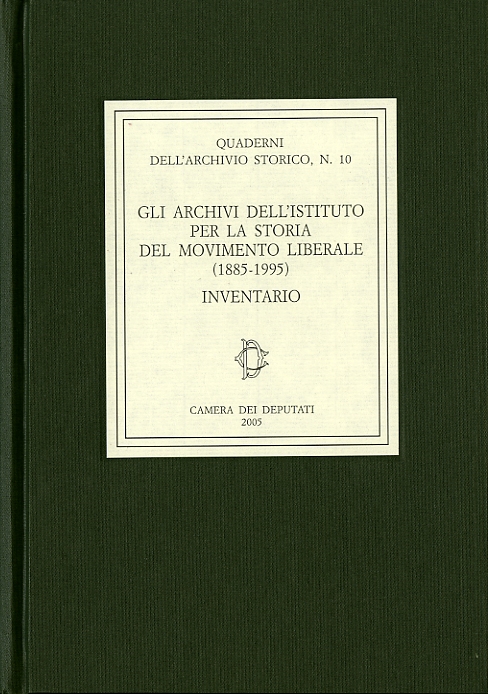 QUADERNI
DELL'ARCHIVIO STORICO, N. 10
GLI ARCHIVI DELL'ISTITUTO
PER LA STORIA
DEL MOVIMENTO LIBERALE
(1885-1995)
INVENTARIO
CAMERA DEI DEPUTATI
2005